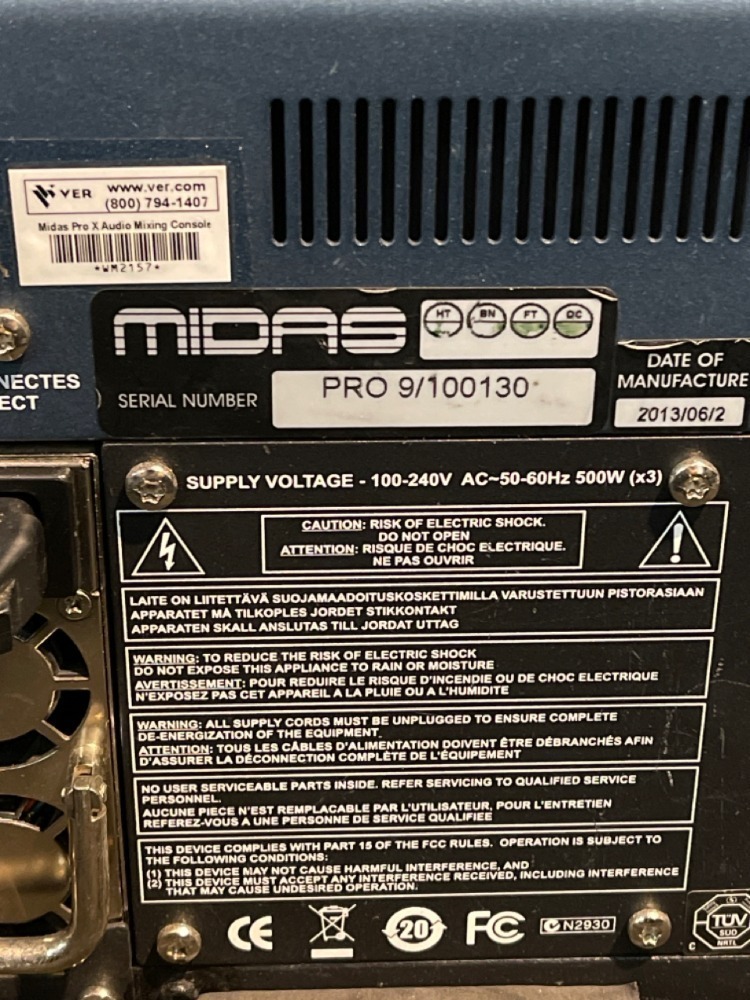 VER www.ver.com
(800) 794-1407
Midas Pro X Audio Mixing Console
*WM2157*
MIDAS HT BN FT QC
SERIAL NUMBER PRO 9/100130
NECTES
ECT
DATE OF
MANUFACTURE
2013/06/2
SUPPLY VOLTAGE - 100-240V AC~50-60Hz 500W (x3)
CAUTION: RISK OF ELECTRIC SHOCK.
DO NOT OPEN
ATTENTION: RISQUE DE CHOC ELECTRIQUE.
NE PAS OUVRIR
LAITE ON LIITETTÄVÄ SUOJAMAADOITUSKOSKETTIMILLA VARUSTETTUUN PISTORASIAAN
APPARATET MÅ TILKOPLES JORDET STIKKONTAKT
APPARATEN SKALL ANSLUTAS TILL JORDAT UTTAG
WARNING: TO REDUCE THE RISK OF ELECTRIC SHOCK
DO NOT EXPOSE THIS APPLIANCE TO RAIN OR MOISTURE
AVERTISSEMENT: POUR REDUIRE LE RISQUE D'INCENDIE OU DE CHOC ELECTRIQUE
N'EXPOSEZ PAS CET APPAREIL A LA PLUIE OU A L'HUMIDITE
WARNING: ALL SUPPLY CORDS MUST BE UNPLUGGED TO ENSURE COMPLETE
DE-ENERGIZATION OF THE EQUIPMENT
ATTENTION: TOUS LES CÂBLES D'ALIMENTATION DOIVENT ÊTRE DÉBRANCHÉS AFIN
D'ASSURER LA DÉCONNECTION COMPLÈTE DE L'ÉQUIPEMENT
NO USER SERVICEABLE PARTS INSIDE. REFER SERVICING TO QUALIFIED SERVICE
PERSONNEL.
AUCUNE PIECE N'EST REMPLACABLE PAR L'UTILISATEUR, POUR L'ENTRETIEN
REFEREZ-VOUS A UNE PERSONNE DE SERVICE QUALIFIEE
THIS DEVICE COMPLIES WITH PART 15 OF THE FCC RULES. OPERATION IS SUBJECT TO
THE FOLLOWING CONDITIONS:
(1) THIS DEVICE MAY NOT CAUSE HARMFUL INTERFERENCE, AND
(2) THIS DEVICE MUST ACCEPT ANY INTERFERENCE RECEIVED, INCLUDING INTERFERENCE
THAT MAY CAUSE UNDESIRED OPERATION.
CE 20 FC N2930
TÜV
SUD
NRTL
C